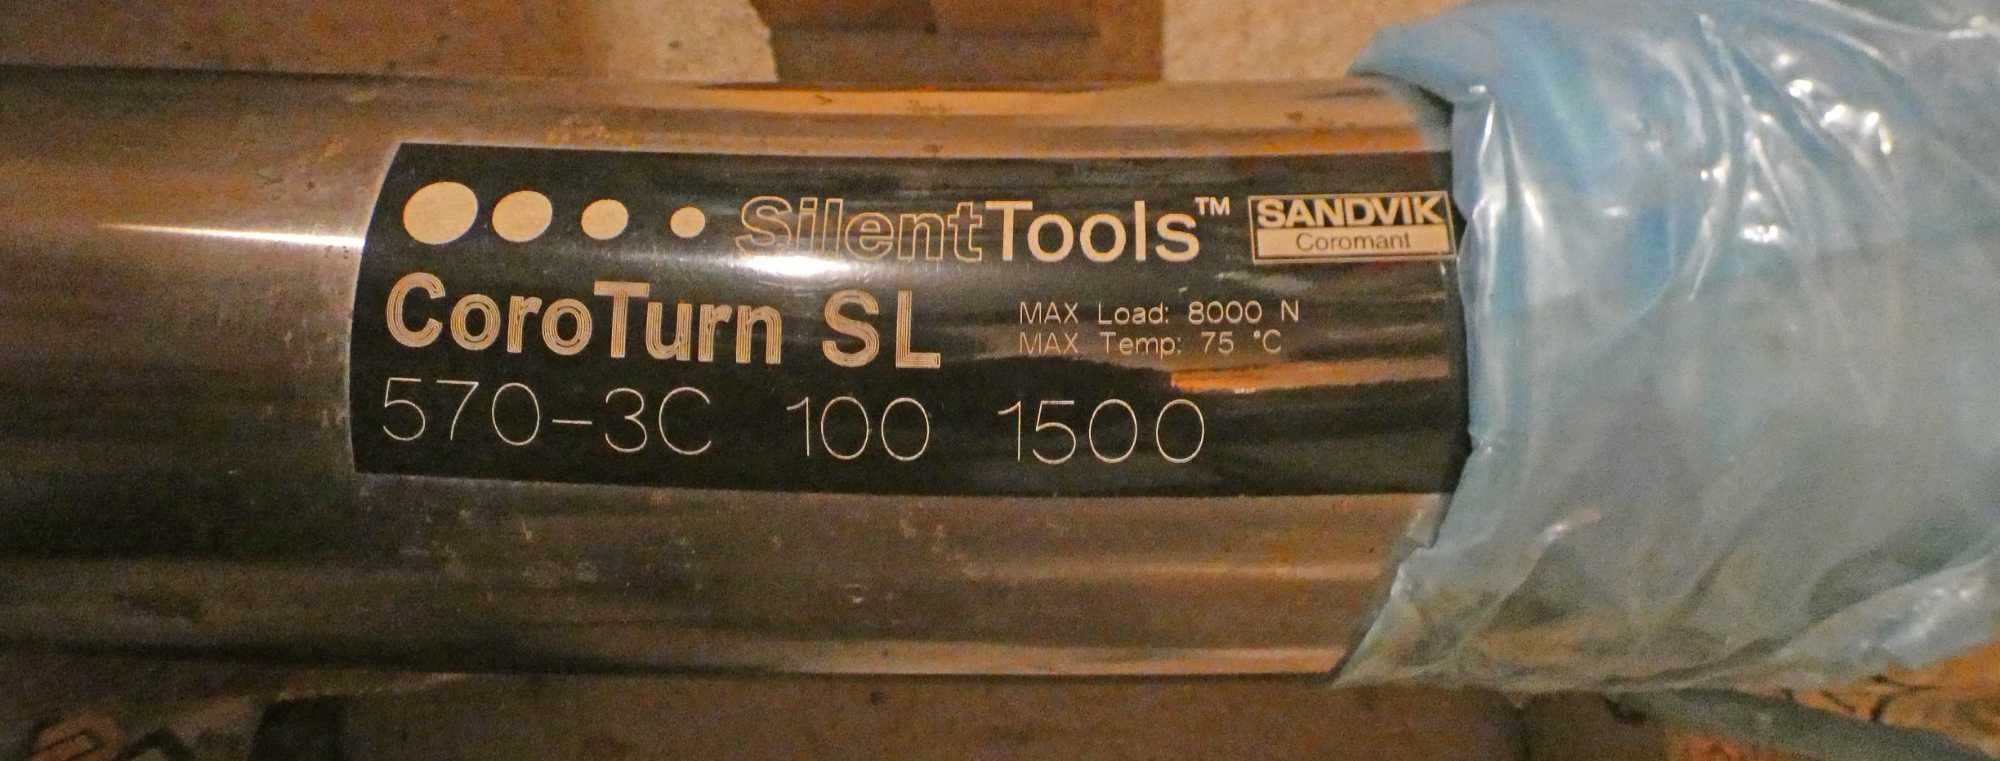 SilentTools™ SANDVIK
Coromant
CoroTurn SL
MAX Load: 8000 N
MAX Temp: 75 °C
570-3C 100 1500